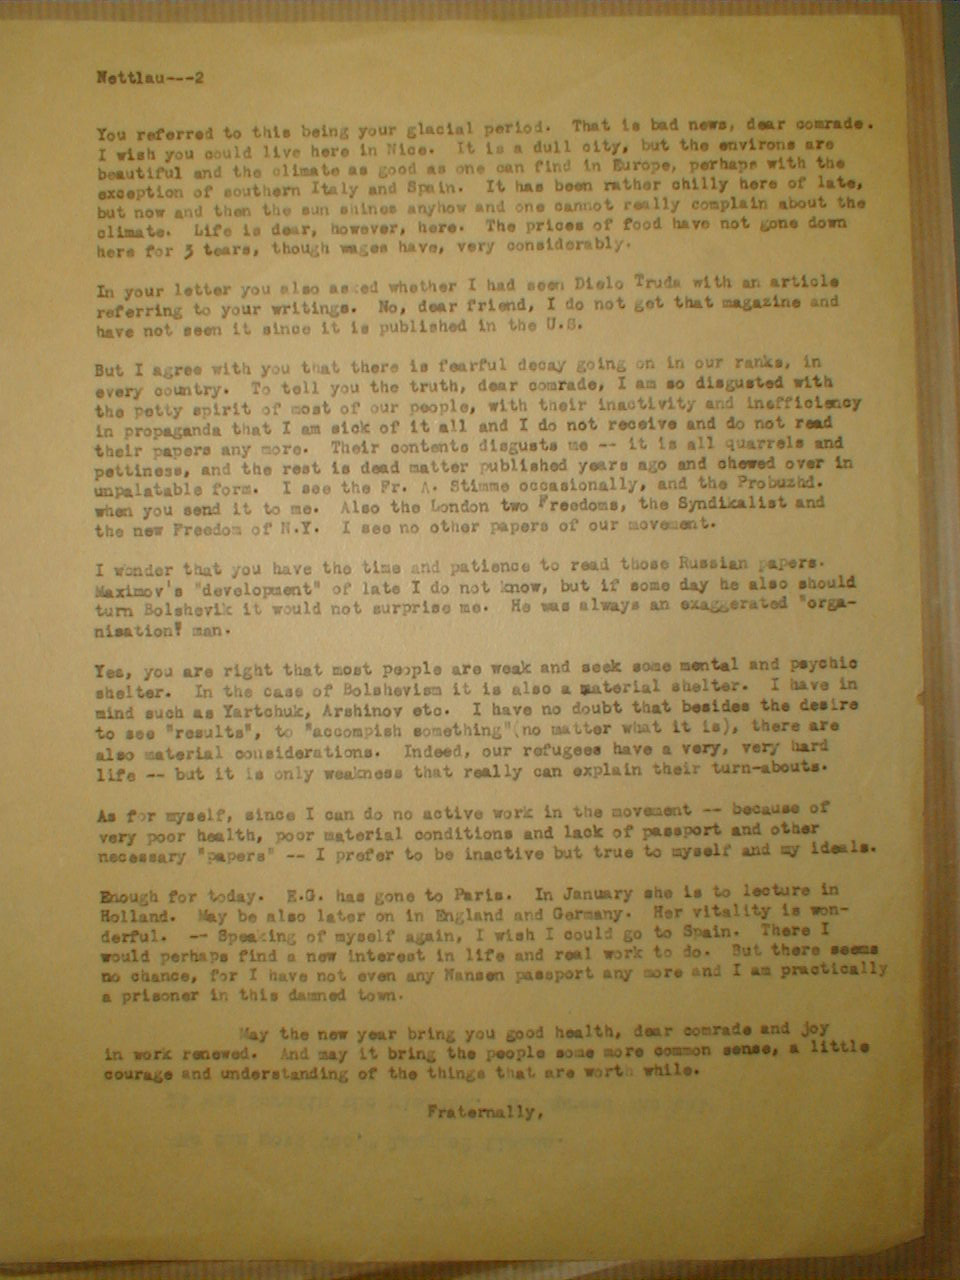 Nettlau---2
You referred to this being your glacial period. That is bad news, dear comrade.
I wish you could live here in Nice. It is a dull city, but the environs are
beautiful and the climate as good as one can find in Europe, perhaps with the
exception of southern Italy and Spain. It has been rather chilly here of late,
but now and then the sun shines anyhow and one cannot really complain about the
climate. Life is dear, however, here. The prices of food have not gone down
here for 3 tears, though wages have, very considerably.
In your letter you also asked whether I had seen Dielo Truda with an article
referring to your writings. No, dear friend, I do not get that magazine and
have not seen it since it is published in the U.S.
But I agree with you that there is fearful decay going on in our ranks, in
every country. To tell you the truth, dear comrade, I am so disgusted with
the petty spirit of most of our people, with their inactivity and inefficiency
in propaganda that I am sick of it all and I do not receive and do not read
their papers any more. Their contents disgusts me -- it is all quarrels and
pettiness, and the rest is dead matter published years ago and chewed over in
unpalatable form. I see the Fr. A. Stimme occasionally, and the Probuzhd.
when you send it to me. Also the London two Freedoms, the Syndikalist and
the new Freedom of N.Y. I see no other papers of our movement.
I wonder that you have the time and patience to read those Russian papers.
Maximov's "development" of late I do not know, but if some day he also should
turn Bolshevik it would not surprise me. He was always an exaggerated "orga-
nisation" man.
Yes, you are right that most people are weak and seek some mental and psychic
shelter. In the case of Bolshevism it is also a material shelter. I have in
mind such as Yartchuk, Arshinov etc. I have no doubt that besides the desire
to see "results", to "accompish something"(no matter what it is), there are
also material considerations. Indeed, our refugees have a very, very hard
life -- but it is only weakness that really can explain their turn-abouts.
As for myself, since I can do no active work in the movement -- because of
very poor health, poor material conditions and lack of passport and other
necessary "papers" -- I prefer to be inactive but true to myself and my ideals.
Enough for today. E.G. has gone to Paris. In January she is to lecture in
Holland. May be also later on in England and Germany. Her vitality is won-
derful. -- Speaking of myself again, I wish I could go to Spain. There I
would perhaps find a new interest in life and real work to do. But there seems
no chance, for I have not even any Nansen passport any more and I am practically
a prisoner in this damned town.
May the new year bring you good health, dear comrade and joy
in work renewed. And may it bring the people some more common sense, a little
courage and understanding of the things that are worth while.
Fraternally,